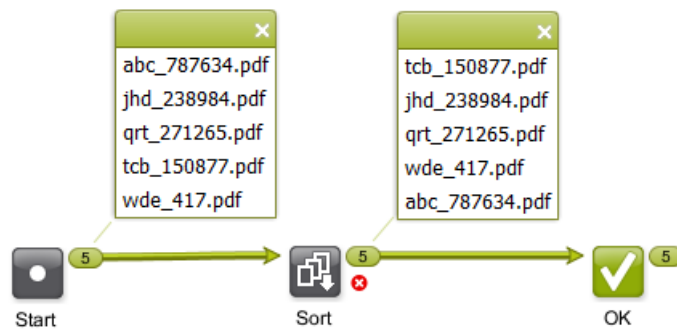 abc_787634.pdf
jhd_238984.pdf
qrt_271265.pdf
tcb_150877.pdf
wde_417.pdf
tcb_150877.pdf
jhd_238984.pdf
qrt_271265.pdf
wde_417.pdf
abc_787634.pdf
5
5
5
Start
Sort
OK